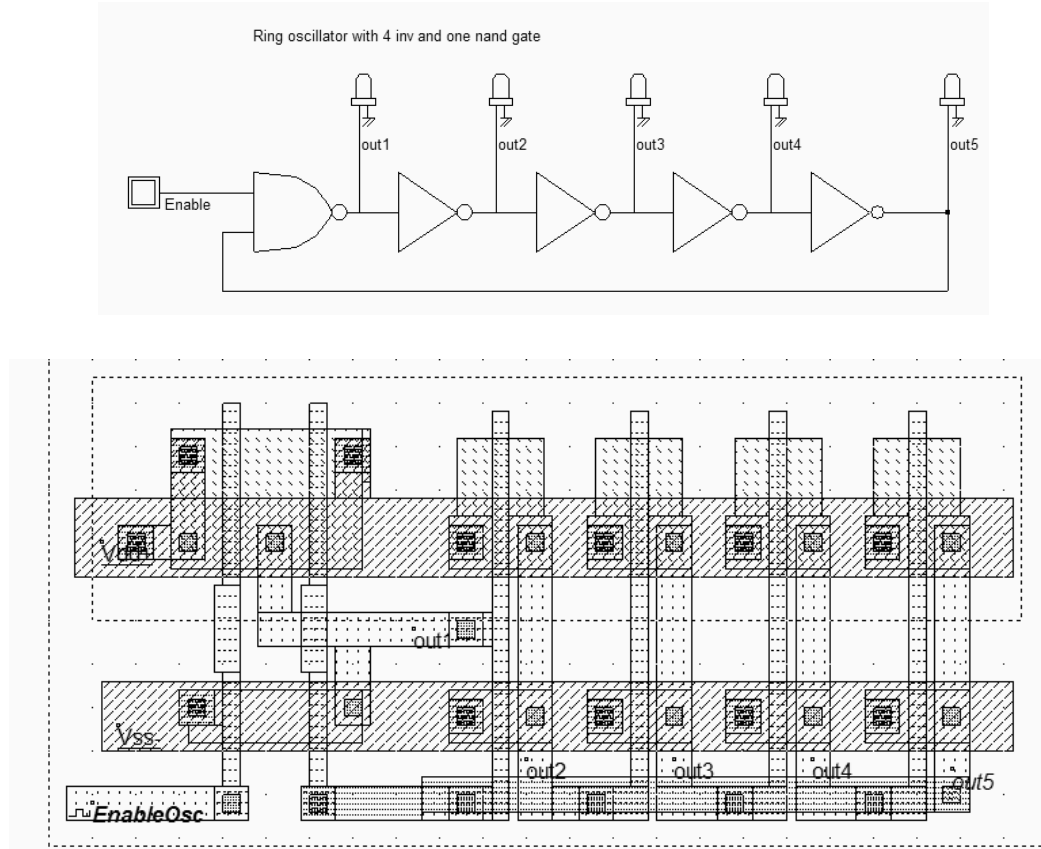 Ring oscillator with 4 inv and one nand gate
out1
out2
out3
out4
out5
Enable
out1
Vss-
out2
out3
out4
out5
EnableOsc